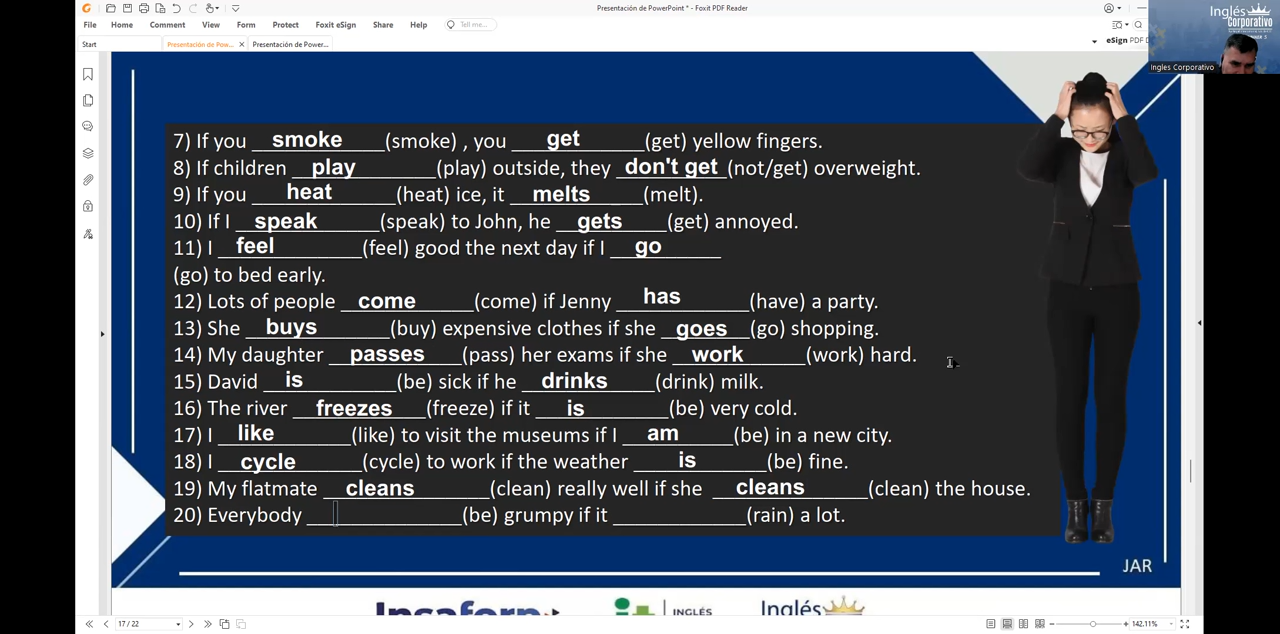 Presentación de PowerPoint * - Foxit PDF Reader
File Home Comment View Form Protect Foxit eSign Share Help Tell me...
Start Presentación de Pow... Presentación de Power...
eSign PDF
Inglés
Corporativo
Ingles Corporativo
7) If you smoke (smoke) , you get (get) yellow fingers.
8) If children play (play) outside, they don't get (not/get) overweight.
9) If you heat (heat) ice, it melts (melt).
10) If I speak (speak) to John, he gets (get) annoyed.
11) I feel (feel) good the next day if I go
(go) to bed early.
12) Lots of people come (come) if Jenny has (have) a party.
13) She buys (buy) expensive clothes if she goes (go) shopping.
14) My daughter passes (pass) her exams if she work (work) hard.
15) David is (be) sick if he drinks (drink) milk.
16) The river freezes (freeze) if it is (be) very cold.
17) I like (like) to visit the museums if I am (be) in a new city.
18) I cycle (cycle) to work if the weather is (be) fine.
19) My flatmate cleans (clean) really well if she cleans (clean) the house.
20) Everybody ______________ (be) grumpy if it ____________ (rain) a lot.
JAR
Insaforp
INGLÉS
Inglés
17 / 22
142.11%